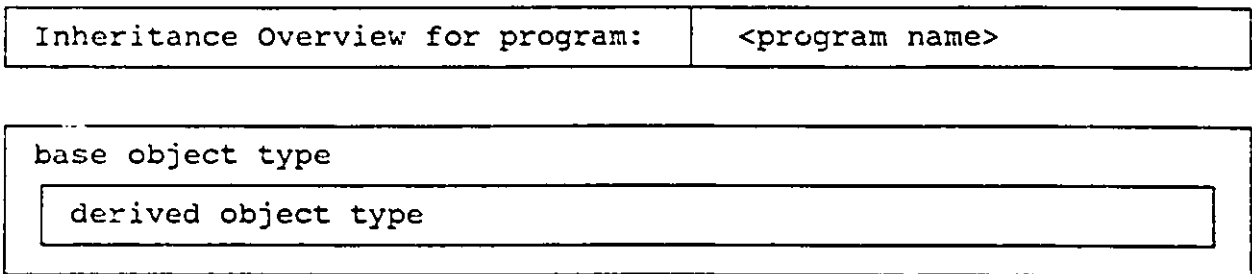 Inheritance Overview for program: <program name>
base object type
derived object type